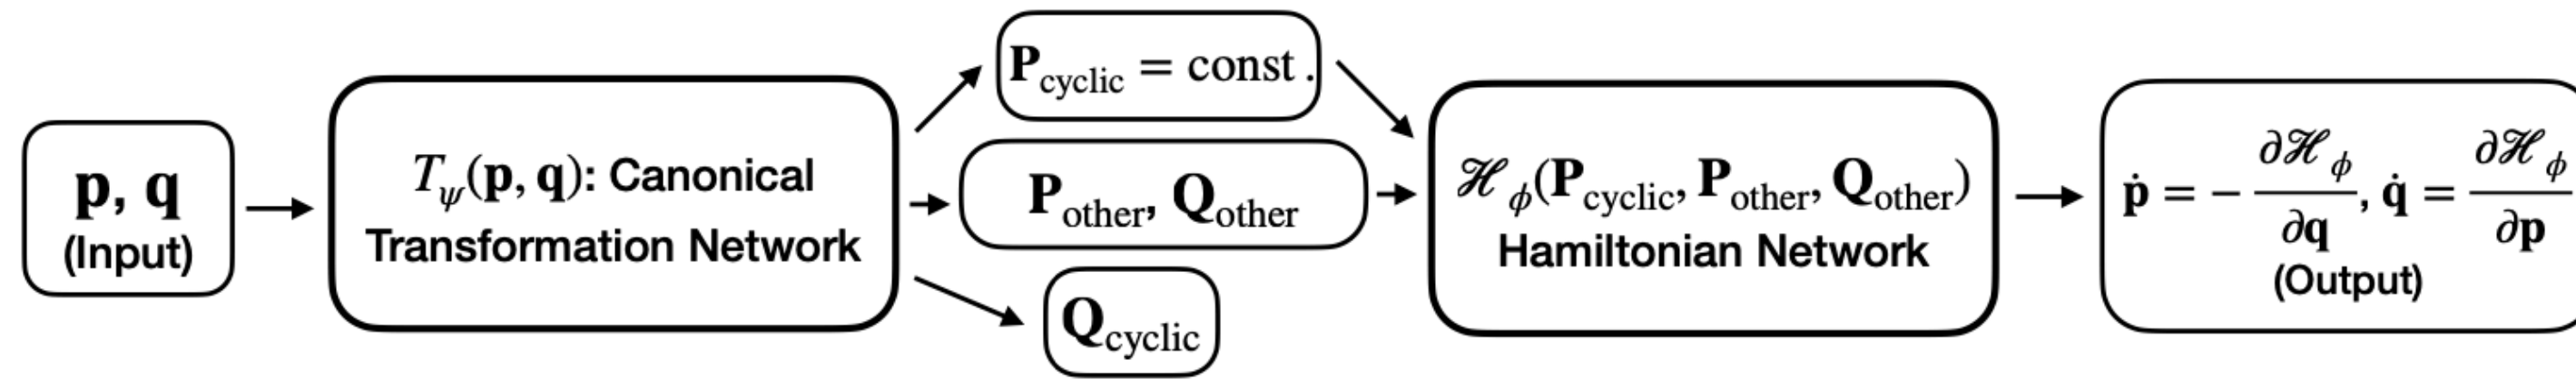 p, q
(Input)
T_ψ(p, q): Canonical
Transformation Network
P_cyclic = const .
P_other, Q_other
Q_cyclic
ℋ_ϕ(P_cyclic, P_other, Q_other)
Hamiltonian Network
ṗ = − ∂ℋ_ϕ/∂q, q̇ = ∂ℋ_ϕ/∂p
(Output)